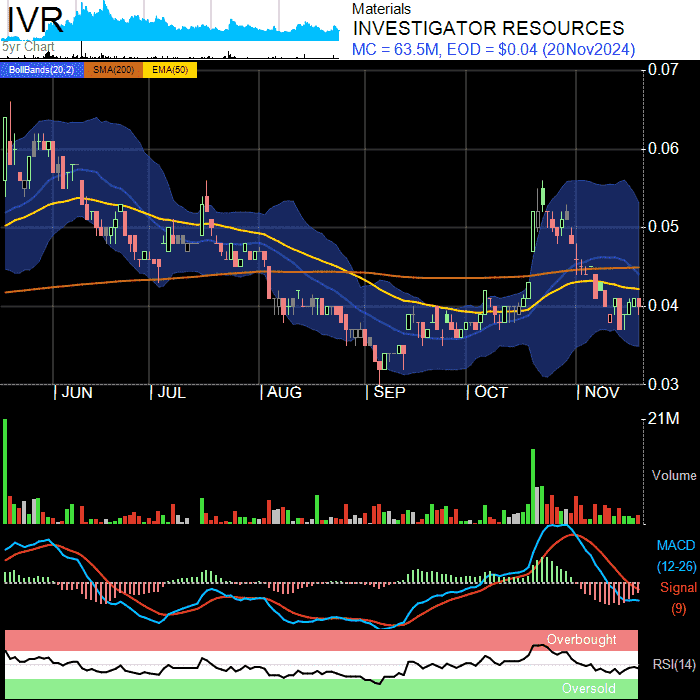 IVR
5yr Chart
Materials
INVESTIGATOR RESOURCES
MC = 63.5M, EOD = $0.04 (20Nov2024)
BollBands(20,2) SMA(200) EMA(50)
0.07
0.06
0.05
0.04
0.03
JUN JUL AUG SEP OCT NOV
21M
Volume
MACD
(12-26)
Signal
(9)
Overbought
RSI(14)
Oversold